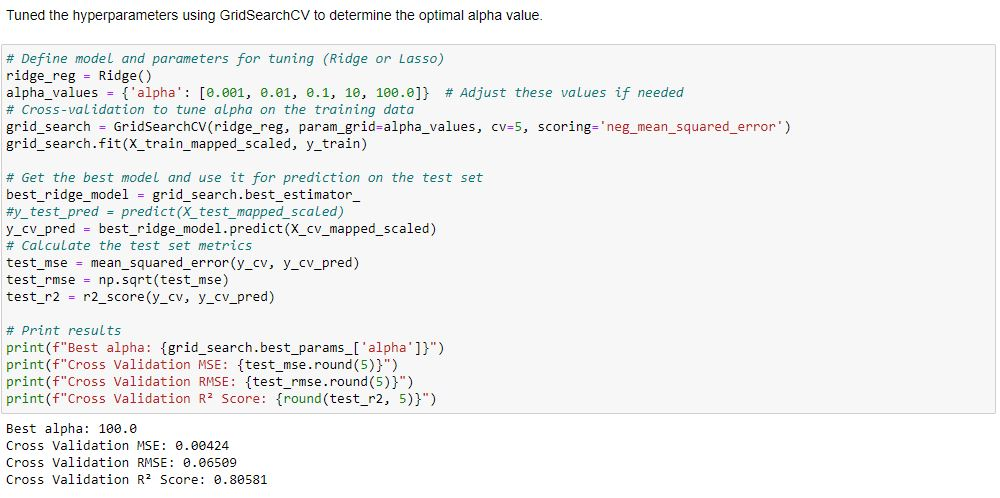 Tuned the hyperparameters using GridSearchCV to determine the optimal alpha value.
# Define model and parameters for tuning (Ridge or Lasso)
ridge_reg = Ridge()
alpha_values = {'alpha': [0.001, 0.01, 0.1, 10, 100.0]}  # Adjust these values if needed
# Cross-validation to tune alpha on the training data
grid_search = GridSearchCV(ridge_reg, param_grid=alpha_values, cv=5, scoring='neg_mean_squared_error')
grid_search.fit(X_train_mapped_scaled, y_train)
# Get the best model and use it for prediction on the test set
best_ridge_model = grid_search.best_estimator_
#y_test_pred = predict(X_test_mapped_scaled)
y_cv_pred = best_ridge_model.predict(X_cv_mapped_scaled)
# Calculate the test set metrics
test_mse = mean_squared_error(y_cv, y_cv_pred)
test_rmse = np.sqrt(test_mse)
test_r2 = r2_score(y_cv, y_cv_pred)
# Print results
print(f"Best alpha: {grid_search.best_params_['alpha']}")
print(f"Cross Validation MSE: {test_mse.round(5)}")
print(f"Cross Validation RMSE: {test_rmse.round(5)}")
print(f"Cross Validation R² Score: {round(test_r2, 5)}")
Best alpha: 100.0
Cross Validation MSE: 0.00424
Cross Validation RMSE: 0.06509
Cross Validation R² Score: 0.80581